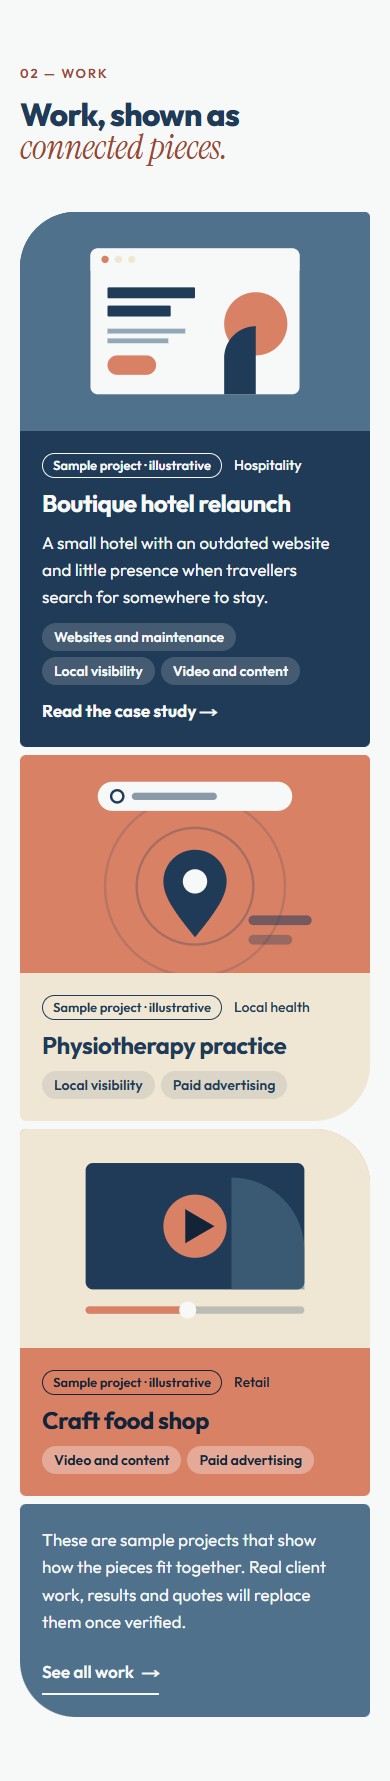 02 — WORK
Work, shown as
connected pieces.
Sample project · illustrative
Hospitality
Boutique hotel relaunch
A small hotel with an outdated website
and little presence when travellers
search for somewhere to stay.
Websites and maintenance
Local visibility
Video and content
Read the case study →
Sample project · illustrative
Local health
Physiotherapy practice
Local visibility
Paid advertising
Sample project · illustrative
Retail
Craft food shop
Video and content
Paid advertising
These are sample projects that show
how the pieces fit together. Real client
work, results and quotes will replace
them once verified.
See all work →